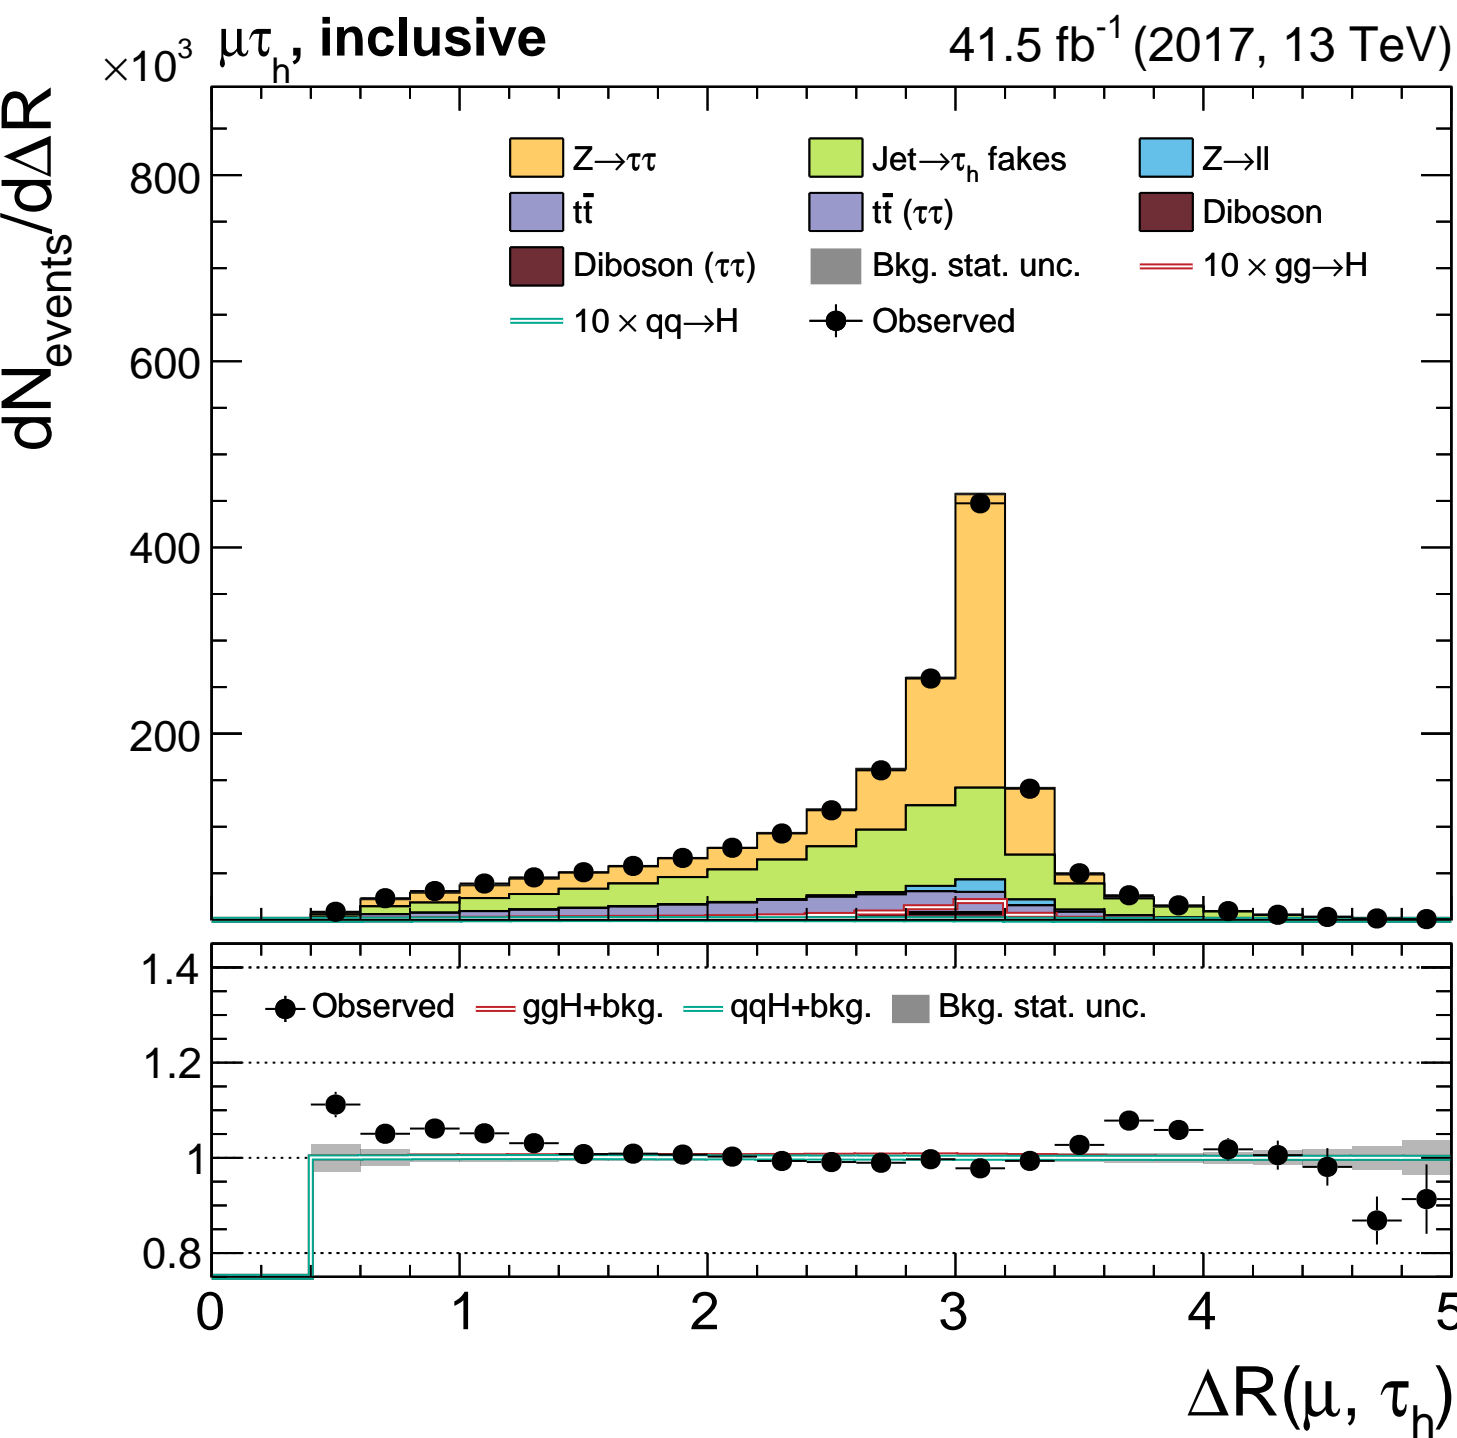 ×10³ μτₕ, inclusive 41.5 fb⁻¹ (2017, 13 TeV)
dN_events/dΔR
800
600
400
200
Z→ττ Jet→τₕ fakes Z→ll
tt̄ tt̄ (ττ) Diboson
Diboson (ττ) Bkg. stat. unc. 10 × gg→H
10 × qq→H Observed
1.4
1.2
1
0.8
Observed ggH+bkg. qqH+bkg. Bkg. stat. unc.
0 1 2 3 4 5
ΔR(μ, τₕ)